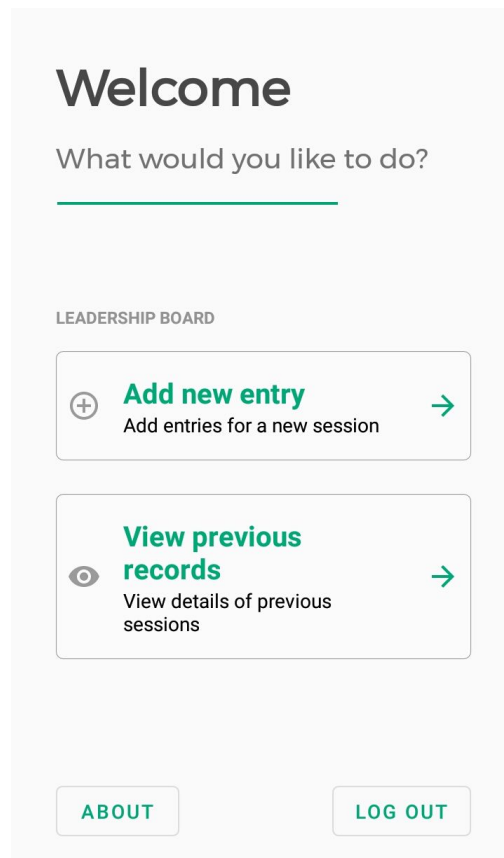 Welcome
What would you like to do?
LEADERSHIP BOARD
Add new entry
Add entries for a new session
View previous
records
View details of previous
sessions
ABOUT
LOG OUT